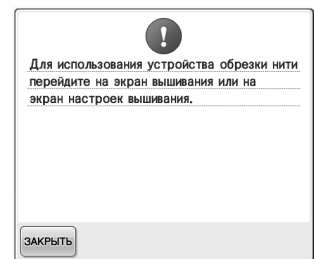 Для использования устройства обрезки нити
перейдите на экран вышивания или на
экран настроек вышивания.
ЗАКРЫТЬ